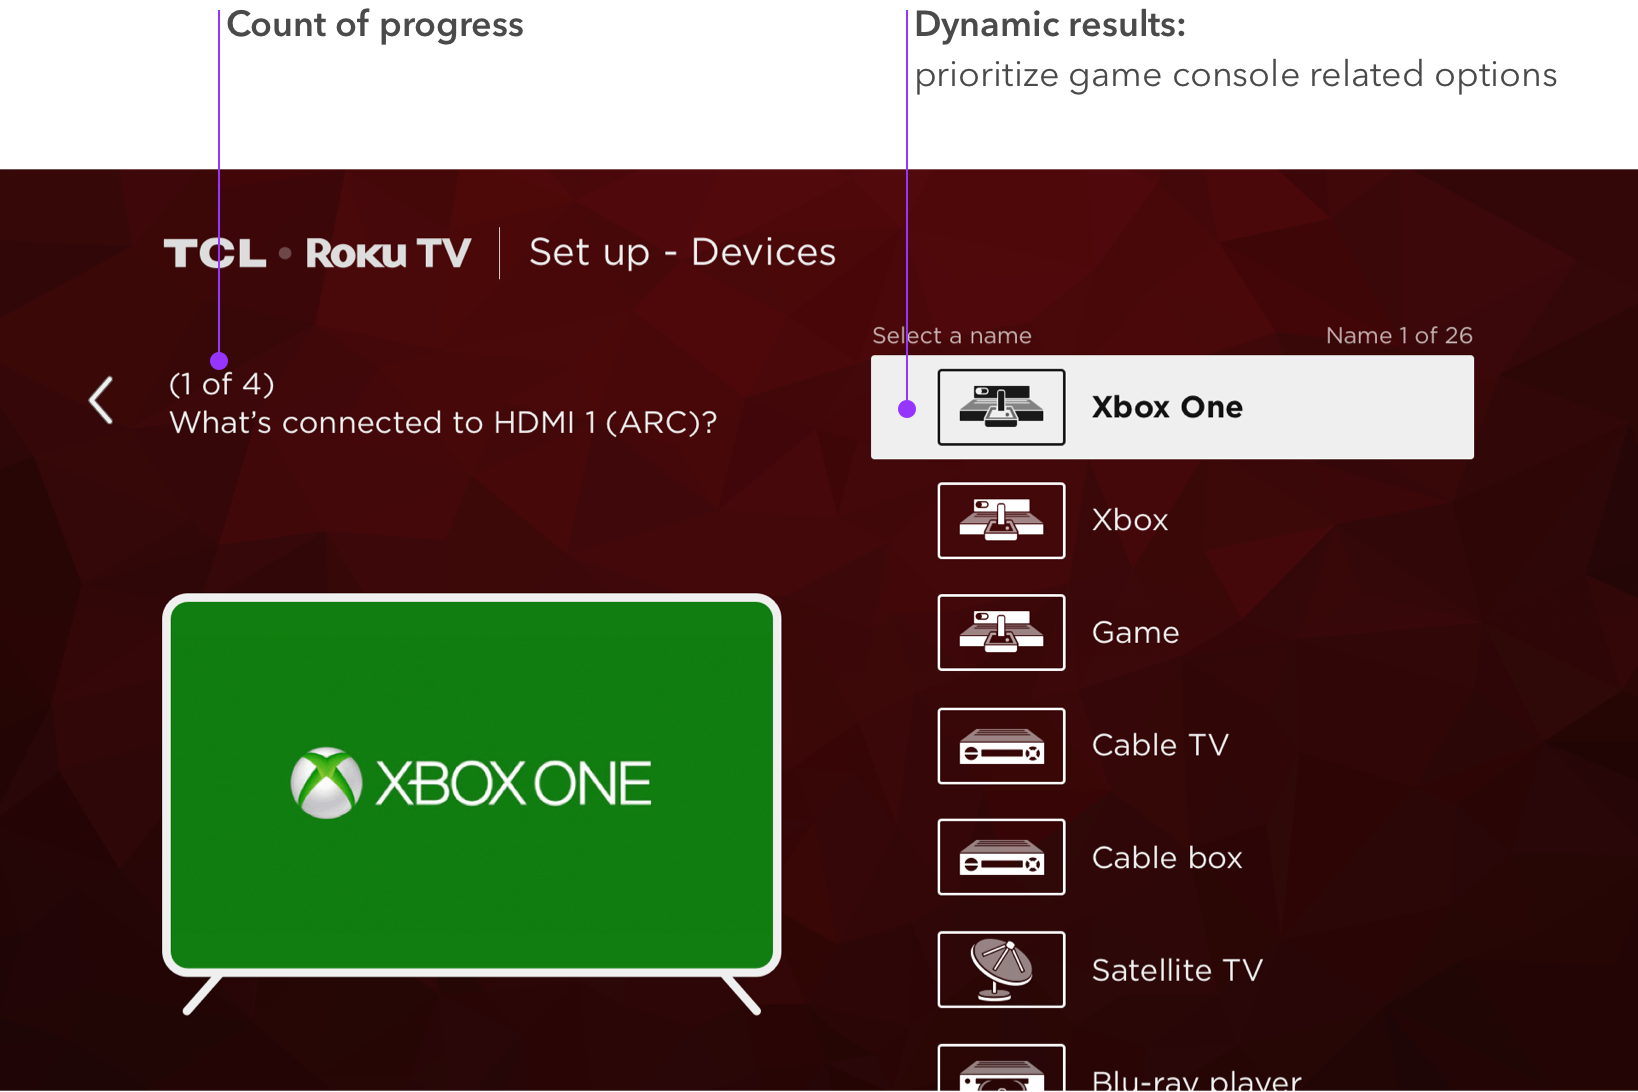 Count of progress
Dynamic results:
prioritize game console related options
TCL • Roku TV | Set up - Devices
Select a name
Name 1 of 26
(1 of 4)
What’s connected to HDMI 1 (ARC)?
Xbox One
Xbox
Game
Cable TV
XBOX ONE
Cable box
Satellite TV
Blu-ray player